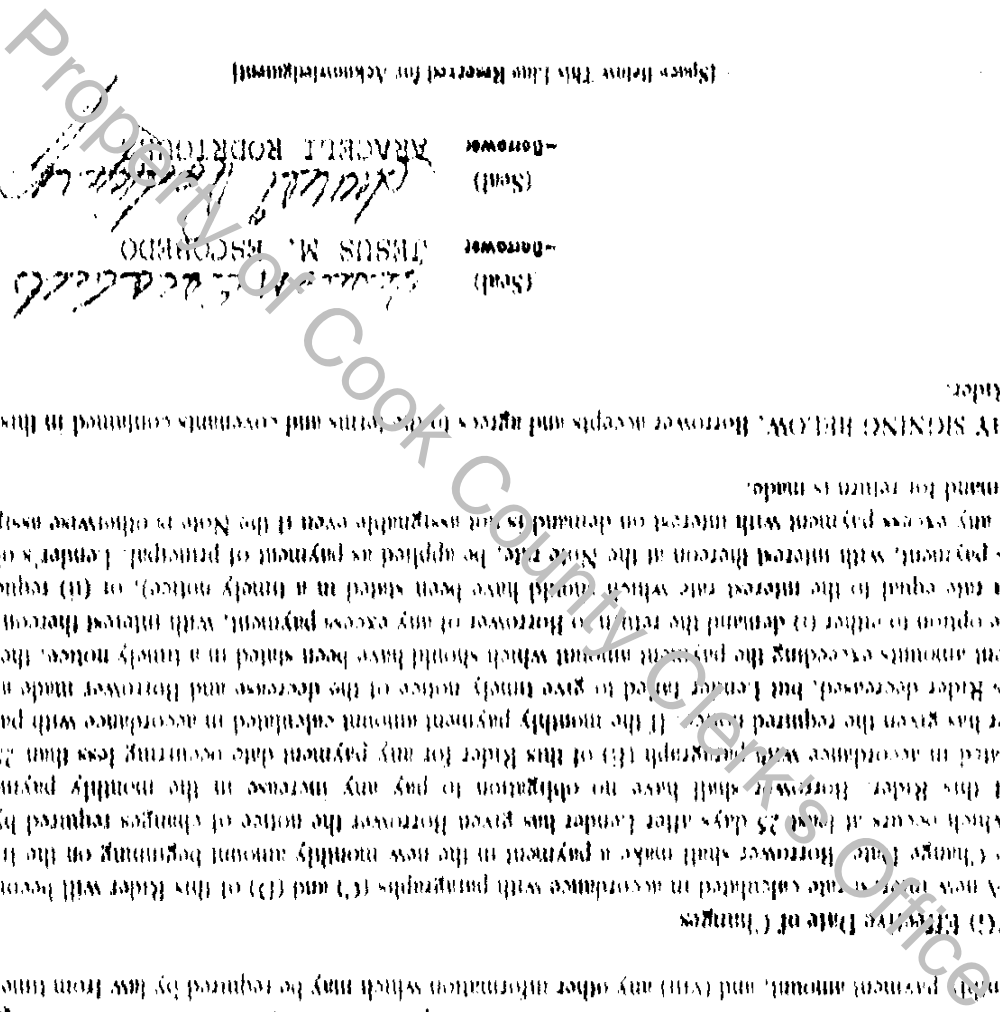 payment amount, and (viii) any other information which may be required by law from time
(G) Effective Date of Changes
A new interest rate calculated in accordance with paragraphs (C) and (D) of this Rider will
Change Date. Borrower shall make a payment in the new monthly amount beginning on the
which occurs at least 25 days after Lender has given Borrower the notice of changes required
this Rider. Borrower shall have no obligation to pay any increase in the monthly
in accordance with paragraph (E) of this Rider for any payment date occurring less than
has given the required notice. If the monthly payment amount calculated in accordance with
Rider decreased, but Lender failed to give timely notice of the decrease and Borrower made
amounts exceeding the payment amount which should have been stated in a timely notice, the
option to either (i) demand the return to Borrower of any excess payment, with interest thereon
rate equal to the interest rate which should have been stated in a timely notice), or (ii)
payment, with interest thereon at the Note rate, be applied as payment of principal. Lender's
any excess payment with interest on demand is not assignable even if the Note is otherwise
for return is made.
SIGNING BELOW, Borrower accepts and agrees to the terms and covenants contained in this
Rider.
(Seal)
JESUS M. ESCOBEDO -Borrower
(Seal)
ARACELI RODRIGUEZ -Borrower
[Space Below This Line Reserved for Acknowledgment]
Property of Cook County Clerk's Office